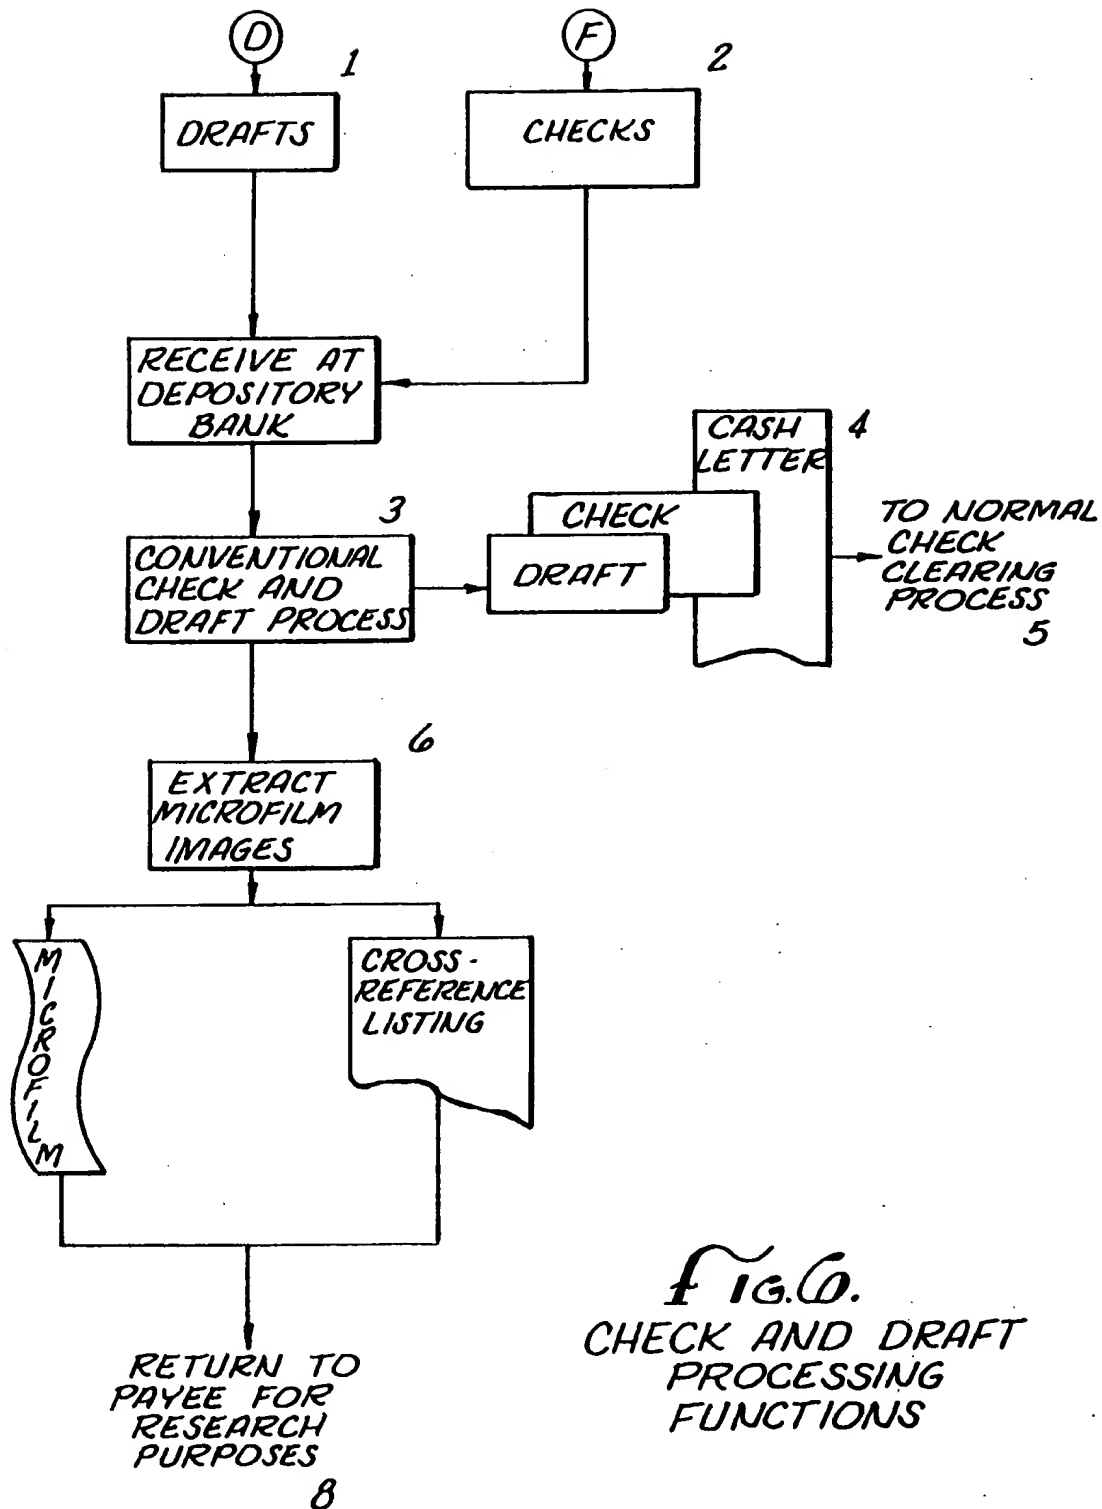 D
F
1
2
DRAFTS
CHECKS
RECEIVE AT
DEPOSITORY
BANK
CASH
LETTER
4
3
CHECK
DRAFT
CONVENTIONAL
CHECK AND
DRAFT PROCESS
TO NORMAL
CHECK
CLEARING
PROCESS
5
6
EXTRACT
MICROFILM
IMAGES
MICROFILM
CROSS-
REFERENCE
LISTING
RETURN TO
PAYEE FOR
RESEARCH
PURPOSES
8
FIG.6.
CHECK AND DRAFT
PROCESSING
FUNCTIONS